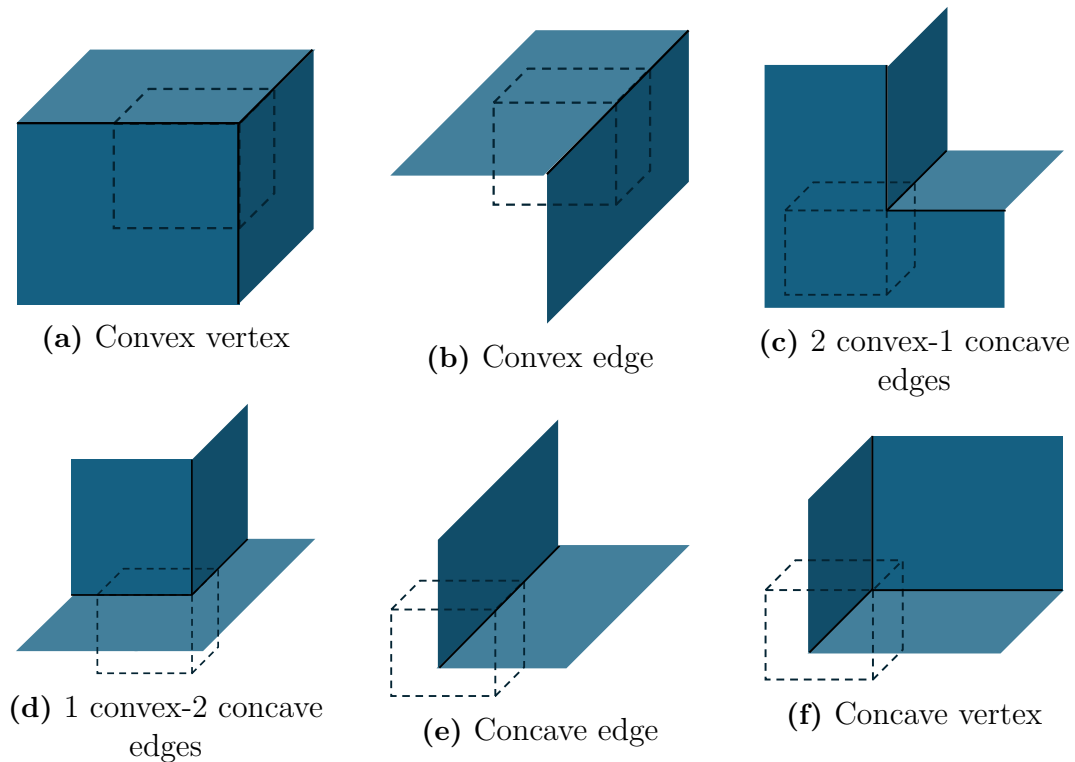 (a) Convex vertex
(b) Convex edge
(c) 2 convex-1 concave
edges
(d) 1 convex-2 concave
edges
(e) Concave edge
(f) Concave vertex